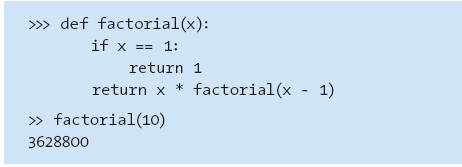 >>> def factorial(x):
if x == 1:
return 1
return x * factorial(x - 1)
>> factorial(10)
3628800